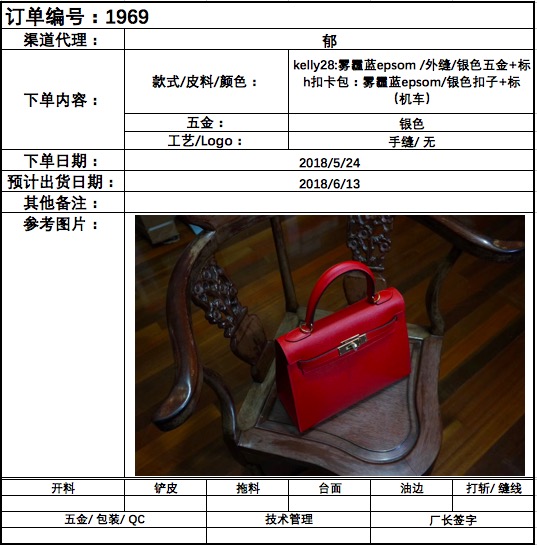 订单编号：1969
渠道代理：
郁
下单内容：
款式/皮料/颜色：
kelly28:雾霾蓝epsom /外缝/银色五金+标
h扣卡包：雾霾蓝epsom/银色扣子+标
（机车）
五金：
银色
工艺/Logo：
手缝/ 无
下单日期：
2018/5/24
预计出货日期：
2018/6/13
其他备注：
参考图片：
开料 铲皮 拖料 台面 油边 打斩/ 缝线
五金/ 包装/ QC 技术管理 厂长签字